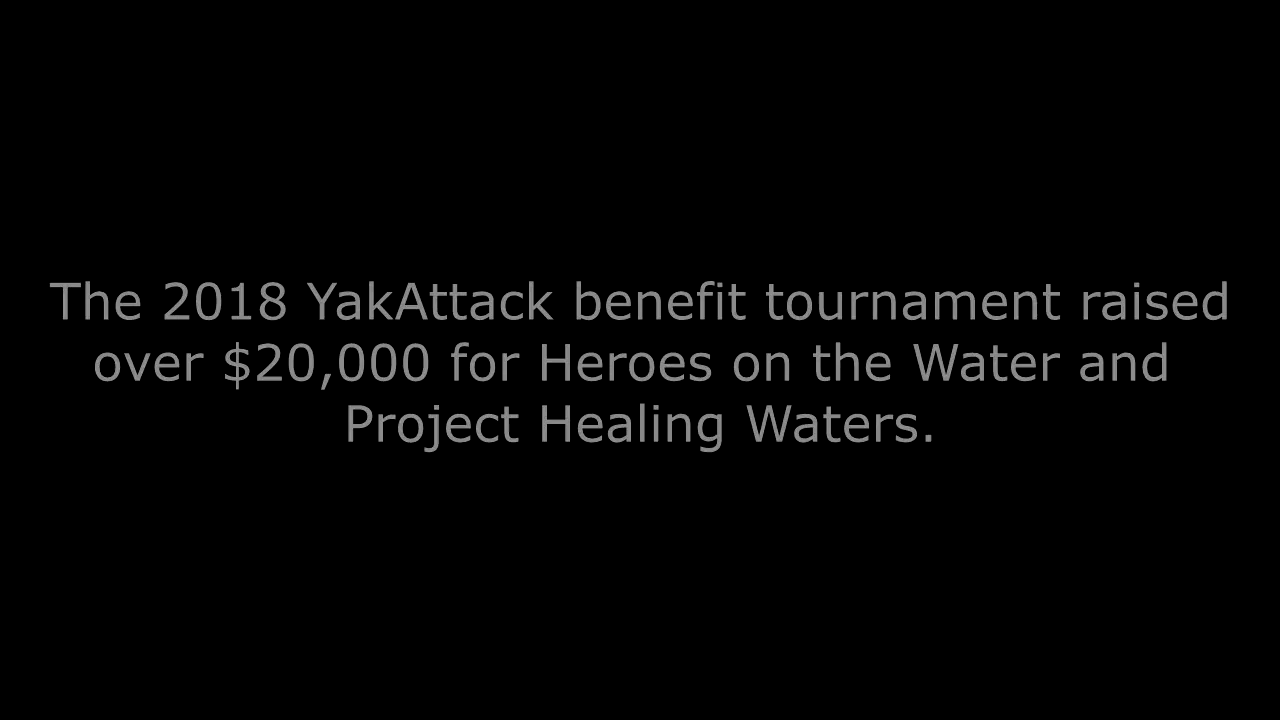 The 2018 YakAttack benefit tournament raised
over $20,000 for Heroes on the Water and
Project Healing Waters.